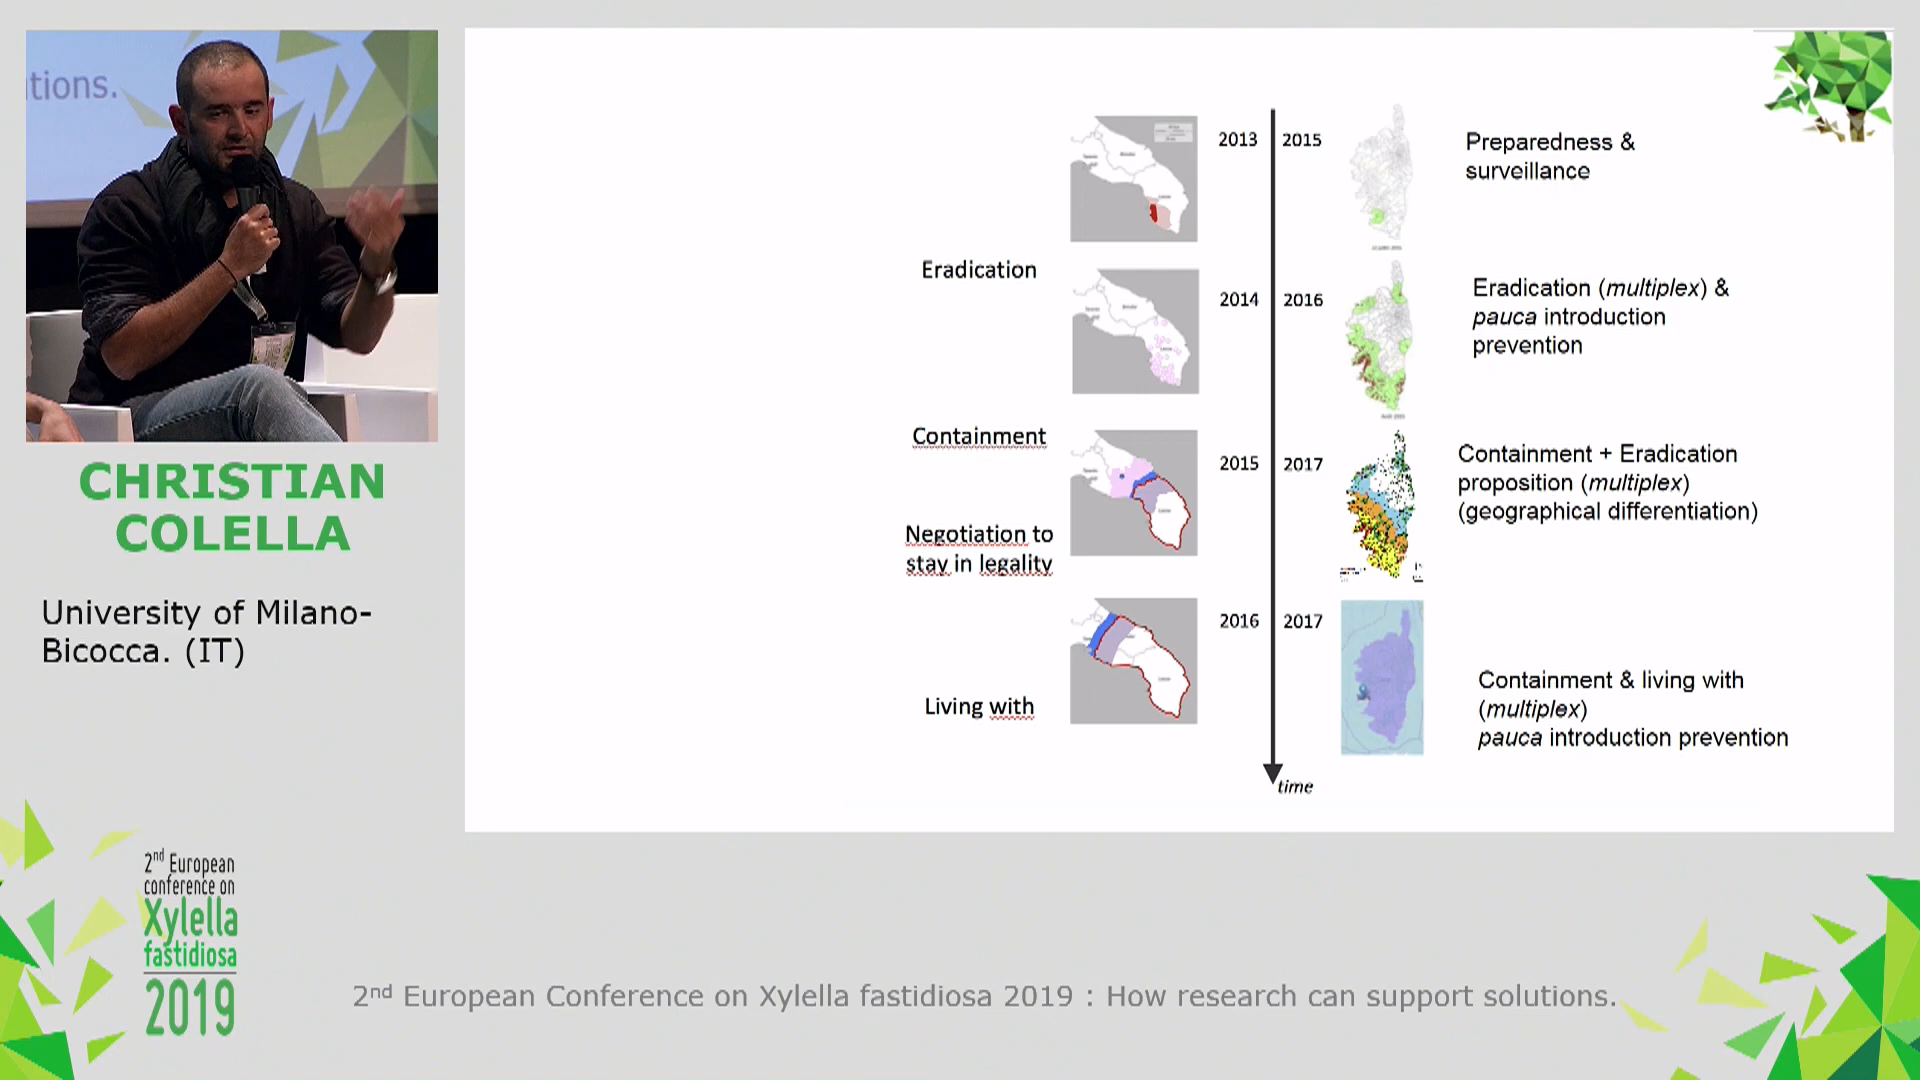 tions.
CHRISTIAN
COLELLA
University of Milano-
Bicocca. (IT)
2nd European
conference on
Xylella
fastidiosa
2019
2013
2015
Preparedness &
surveillance
Eradication
2014
2016
Eradication (multiplex) &
pauca introduction
prevention
Containment
2015
2017
Containment + Eradication
proposition (multiplex)
(geographical differentiation)
Negotiation to
stay in legality
2016
2017
Living with
Containment & living with
(multiplex)
pauca introduction prevention
time
2nd European Conference on Xylella fastidiosa 2019 : How research can support solutions.